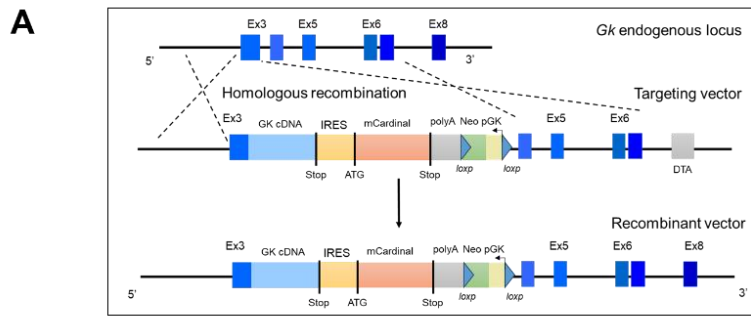 A
Ex3 Ex5 Ex6 Ex8 Gk endogenous locus
5' 3'
Homologous recombination Targeting vector
Ex3 GK cDNA IRES mCardinal polyA Neo pGK Ex5 Ex6
Stop ATG Stop loxp loxp DTA
Recombinant vector
Ex3 GK cDNA IRES mCardinal polyA Neo pGK Ex5 Ex6 Ex8
5' Stop ATG Stop loxp loxp 3'